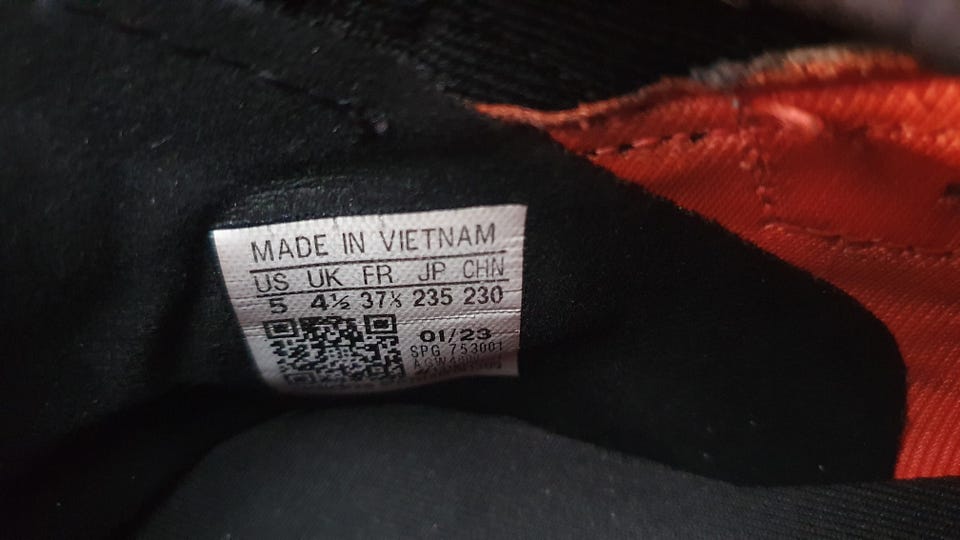 MADE IN VIETNAM
US UK FR JP CHN
5 4½ 37⅓ 235 230
01/23
SPG 753001